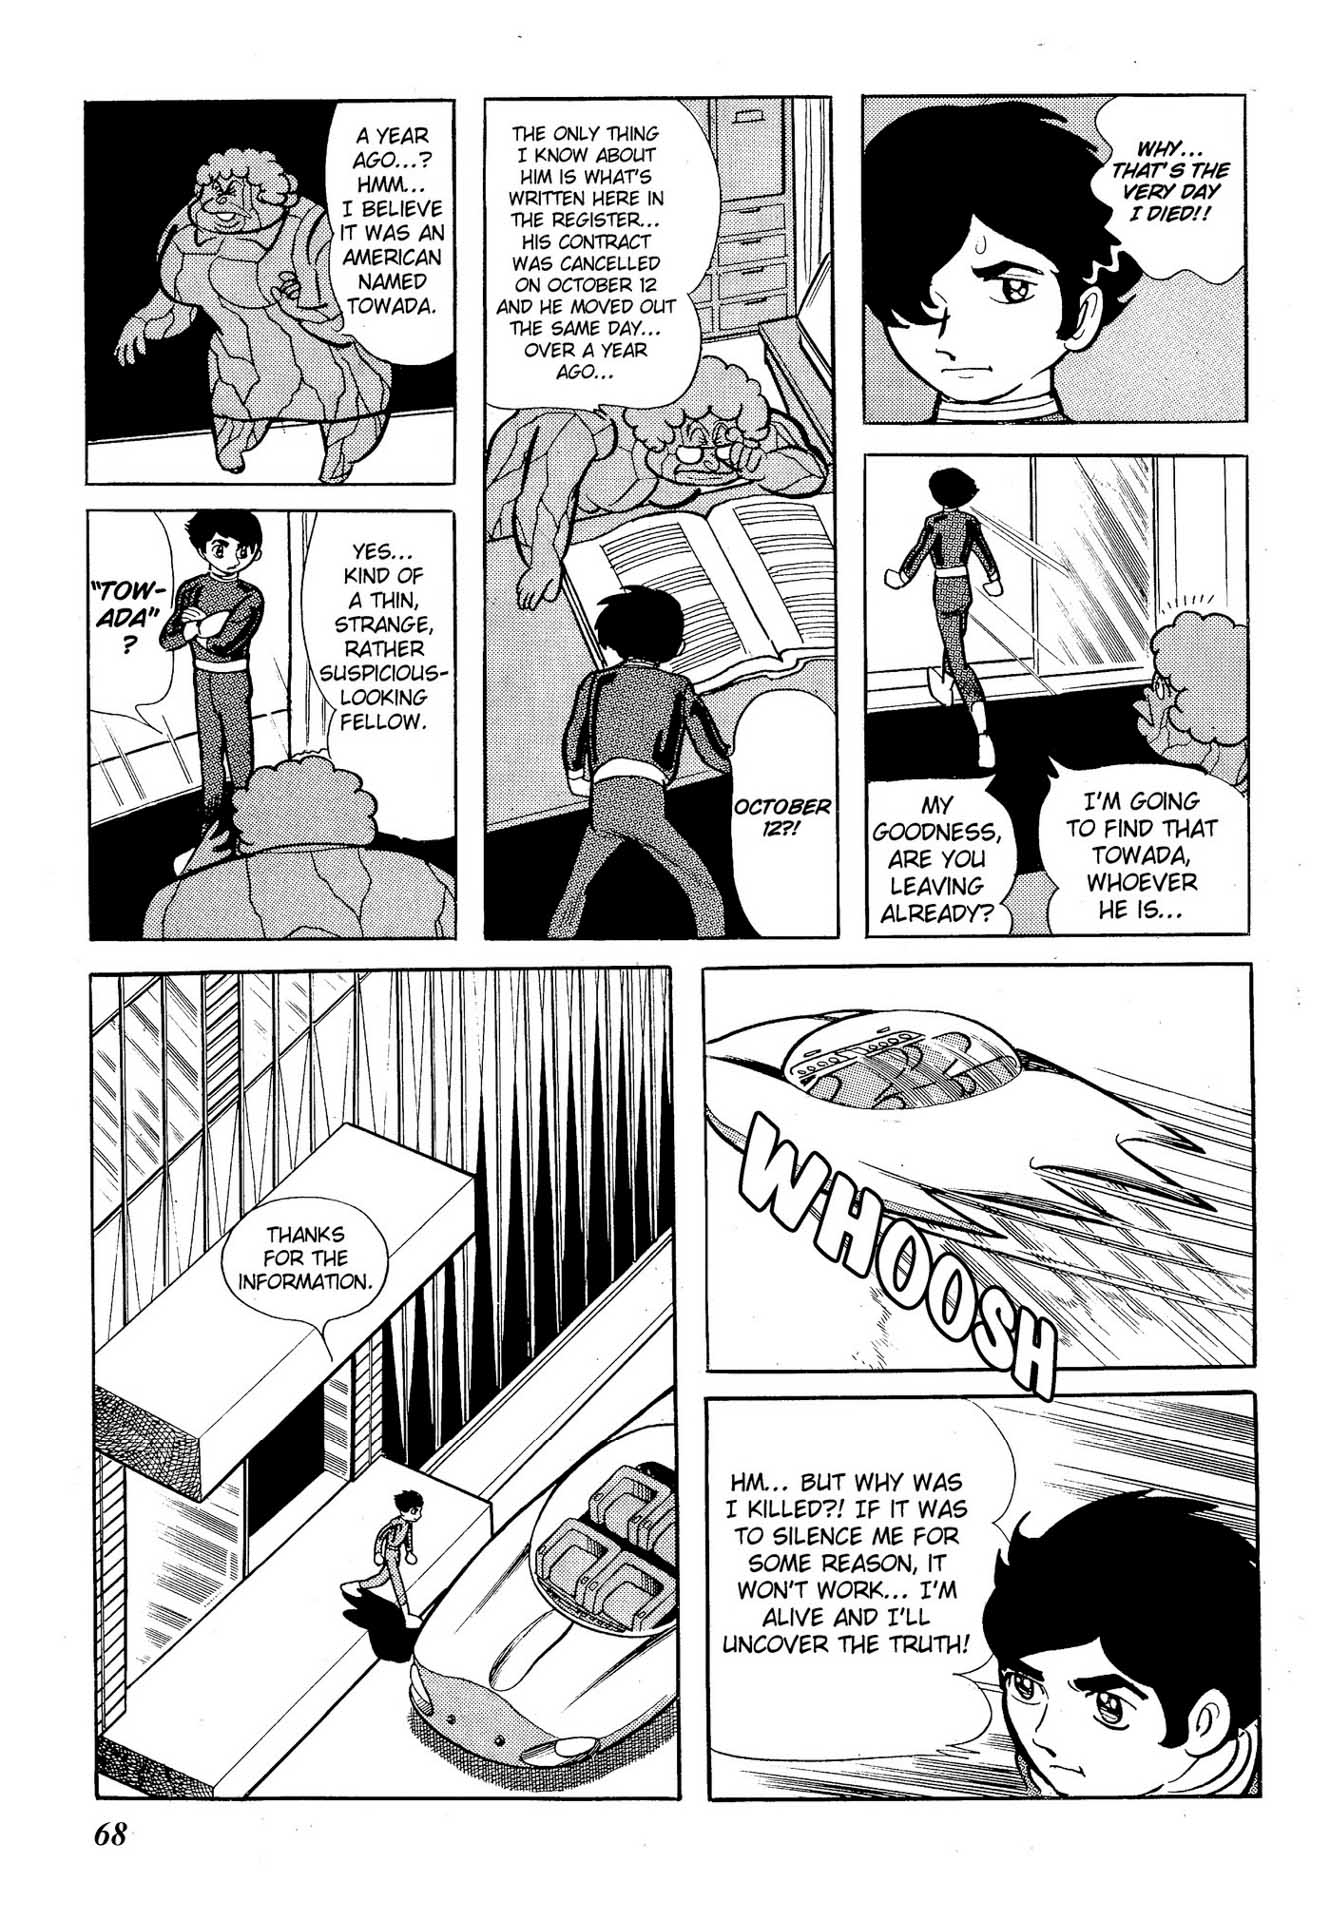 A YEAR
AGO...?
HMM...
I BELIEVE
IT WAS AN
AMERICAN
NAMED
TOWADA.
"TOW-
ADA"
?
YES...
KIND OF
A THIN,
STRANGE,
RATHER
SUSPICIOUS-
LOOKING
FELLOW.
THE ONLY THING
I KNOW ABOUT
HIM IS WHAT'S
WRITTEN HERE IN
THE REGISTER...
HIS CONTRACT
WAS CANCELLED
ON OCTOBER 12
AND HE MOVED OUT
THE SAME DAY...
OVER A YEAR
AGO...
OCTOBER
12?!
WHY...
THAT'S THE
VERY DAY
I DIED!!
MY
GOODNESS,
ARE YOU
LEAVING
ALREADY?
I'M GOING
TO FIND THAT
TOWADA,
WHOEVER
HE IS...
THANKS
FOR THE
INFORMATION.
WHOOSH
HM... BUT WHY WAS
I KILLED?! IF IT WAS
TO SILENCE ME FOR
SOME REASON, IT
WON'T WORK... I'M
ALIVE AND I'LL
UNCOVER THE TRUTH!
68